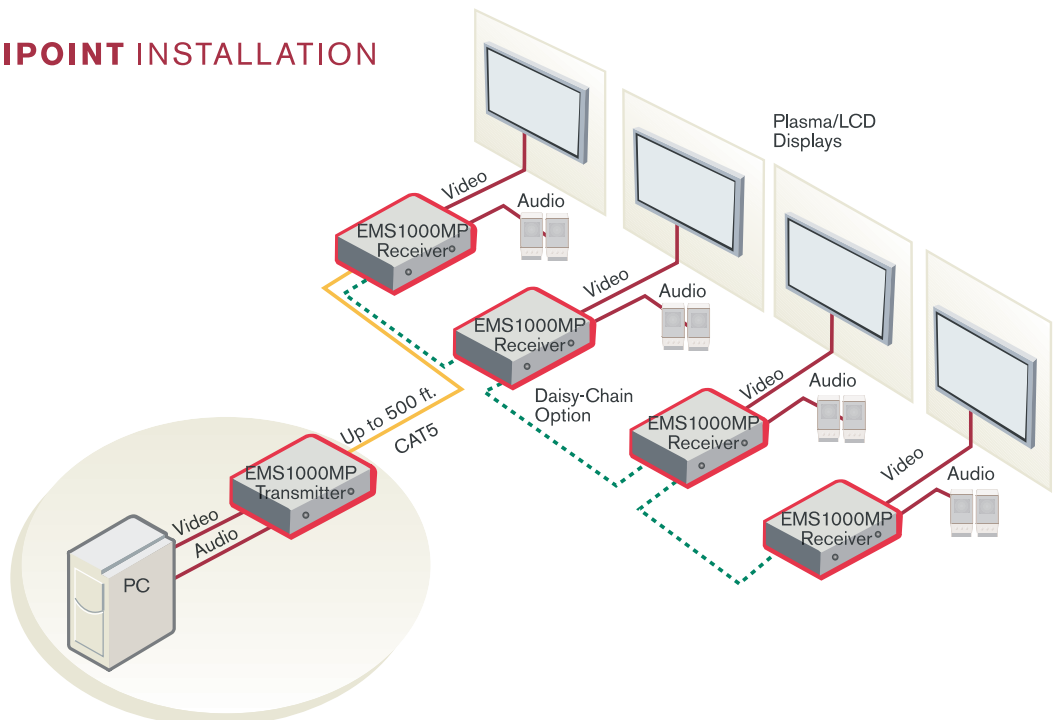 IPOINT INSTALLATION
Plasma/LCD
Displays
Video
Audio
EMS1000MP
Receiver
Video
Audio
EMS1000MP
Receiver
Daisy-Chain
Option
Video
Audio
EMS1000MP
Receiver
Video
Audio
EMS1000MP
Receiver
Up to 500 ft.
CAT5
EMS1000MP
Transmitter
Video
Audio
PC